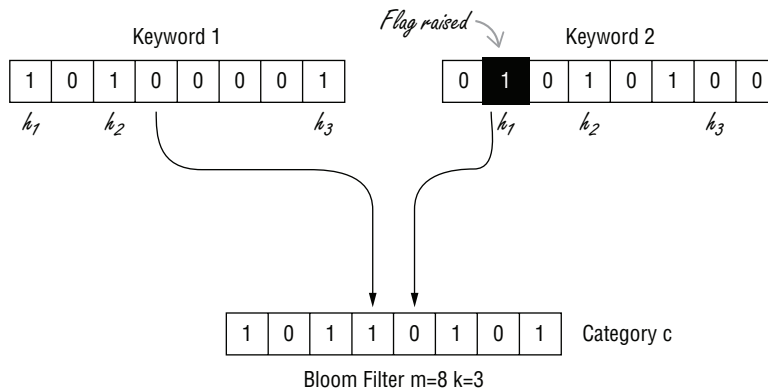 Flag raised
Keyword 1
Keyword 2
1 0 1 0 0 0 0 1
0 1 0 1 0 1 0 0
h1 h2 h3
h1 h2 h3
1 0 1 1 0 1 0 1
Category c
Bloom Filter m=8 k=3